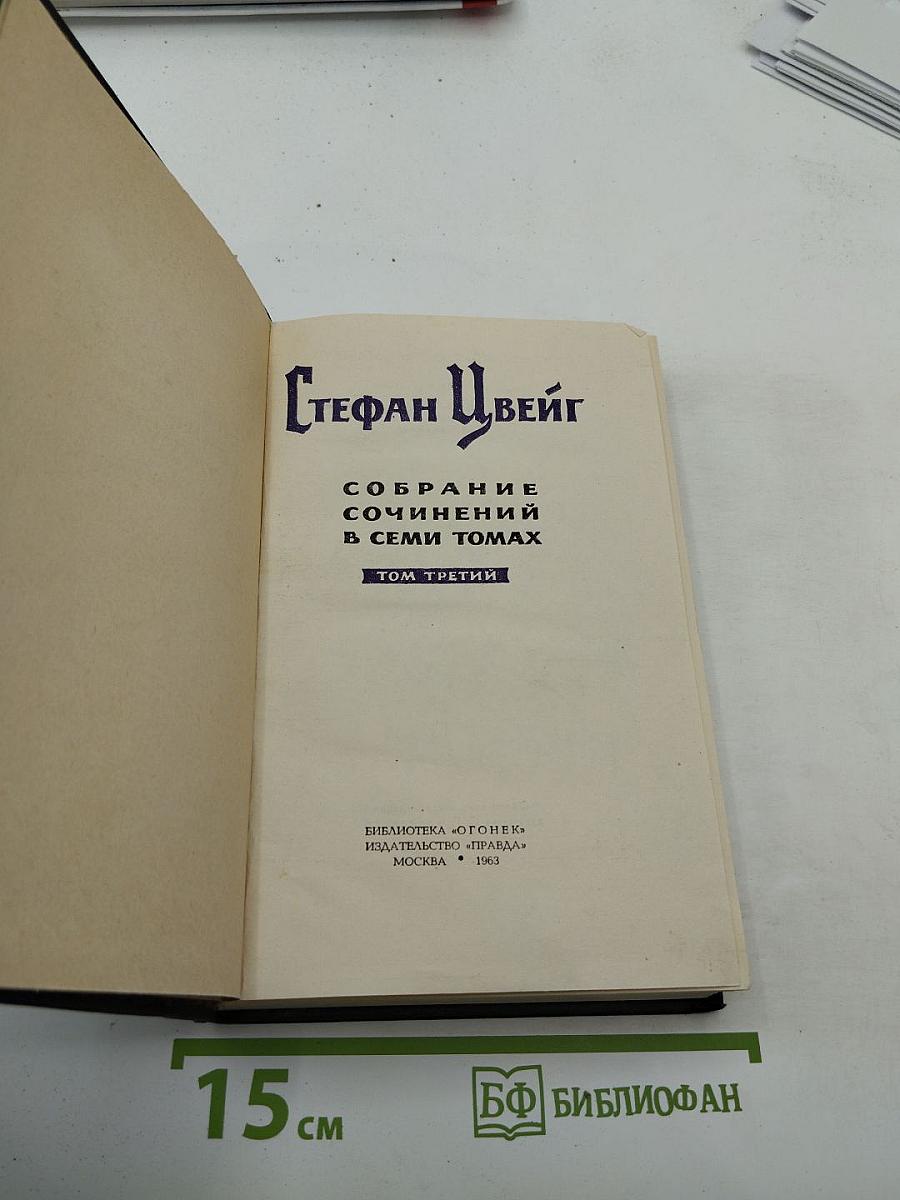 Стефан Цвейг
СОБРАНИЕ
СОЧИНЕНИЙ
В СЕМИ ТОМАХ
ТОМ ТРЕТИЙ
БИБЛИОТЕКА «ОГОНЕК»
ИЗДАТЕЛЬСТВО «ПРАВДА»
МОСКВА • 1963
15 см
БФ БИБЛИОФАН